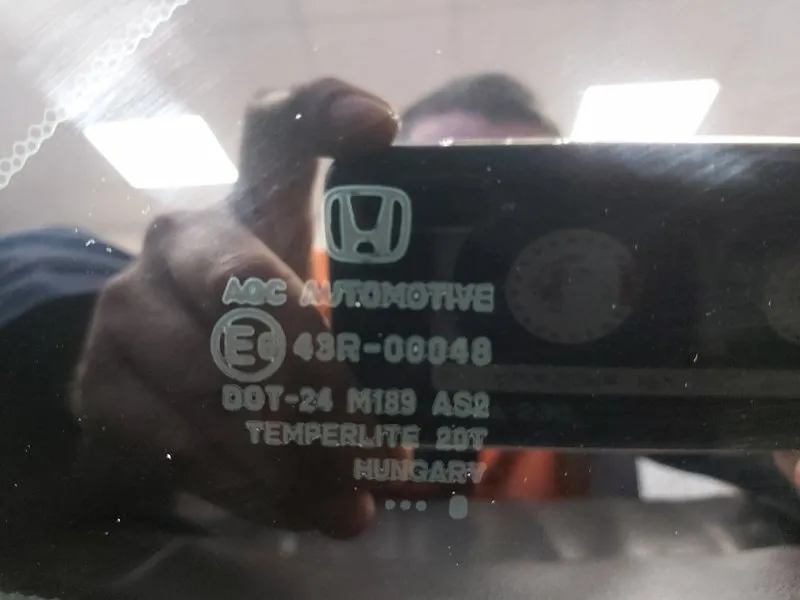 AGC AUTOMOTIVE
E6 43R-00048
DOT-24 M189 AS2
TEMPERLITE 20T
HUNGARY